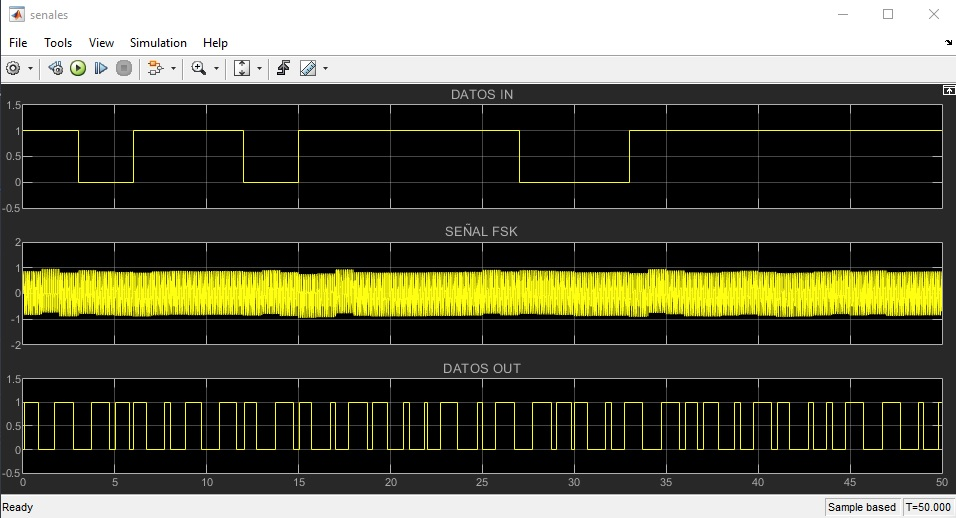 senales
File Tools View Simulation Help
DATOS IN
1.5
1
0.5
0
-0.5
SEÑAL FSK
2
1
0
-1
-2
DATOS OUT
1.5
1
0.5
0
-0.5
0 5 10 15 20 25 30 35 40 45 50
Ready Sample based T=50.000